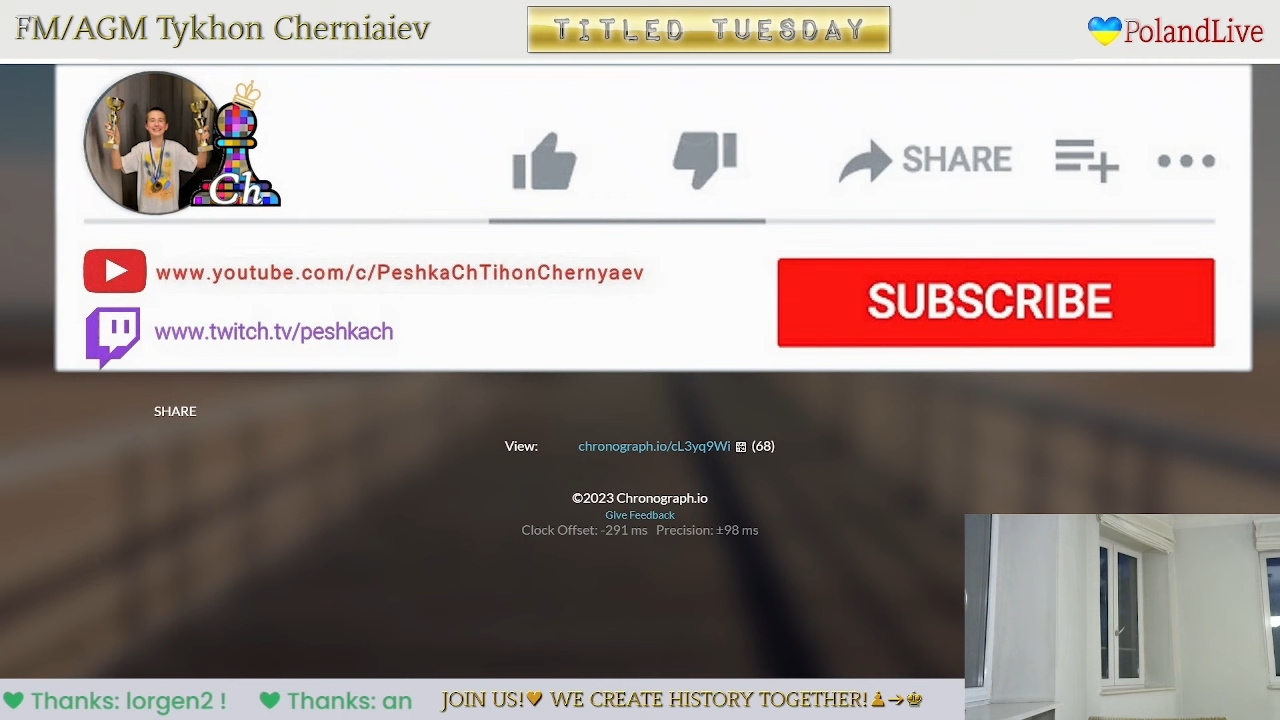 FM/AGM Tykhon Cherniaiev
TITLED TUESDAY
PolandLive
Ch
SHARE
www.youtube.com/c/PeshkaChTihonChernyaev
www.twitch.tv/peshkach
SUBSCRIBE
SHARE
View: chronograph.io/cL3yq9Wi (68)
©2023 Chronograph.io
Give Feedback
Clock Offset: -291 ms Precision: ±98 ms
Thanks: lorgen2 ! Thanks: an
JOIN US! WE CREATE HISTORY TOGETHER!